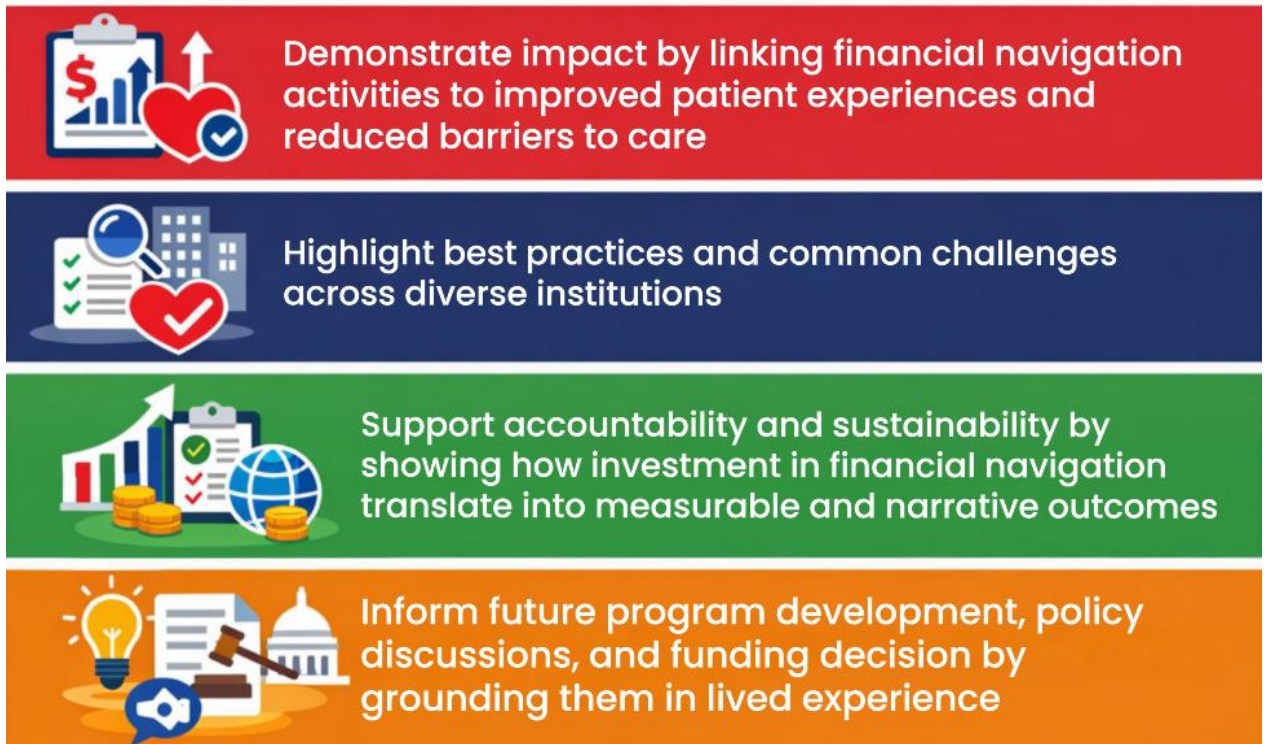 Demonstrate impact by linking financial navigation
activities to improved patient experiences and
reduced barriers to care
Highlight best practices and common challenges
across diverse institutions
Support accountability and sustainability by
showing how investment in financial navigation
translate into measurable and narrative outcomes
Inform future program development, policy
discussions, and funding decision by
grounding them in lived experience